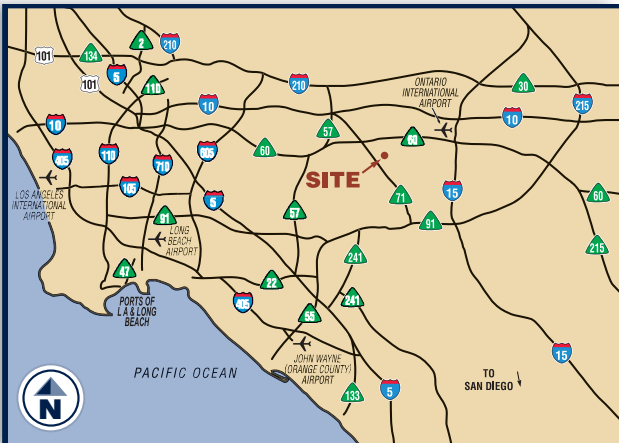 2
210
101
134
5
101
110
210
30
215
ONTARIO
INTERNATIONAL
AIRPORT
10
10
10
57
60
60
405
110
710
605
105
SITE
71
15
60
LOS ANGELES
INTERNATIONAL
AIRPORT
5
57
91
91
LONG
BEACH
AIRPORT
215
241
47
22
405
241
55
PORTS OF
LA & LONG
BEACH
15
JOHN WAYNE
(ORANGE COUNTY)
AIRPORT
PACIFIC OCEAN
TO
SAN DIEGO
133
5
N